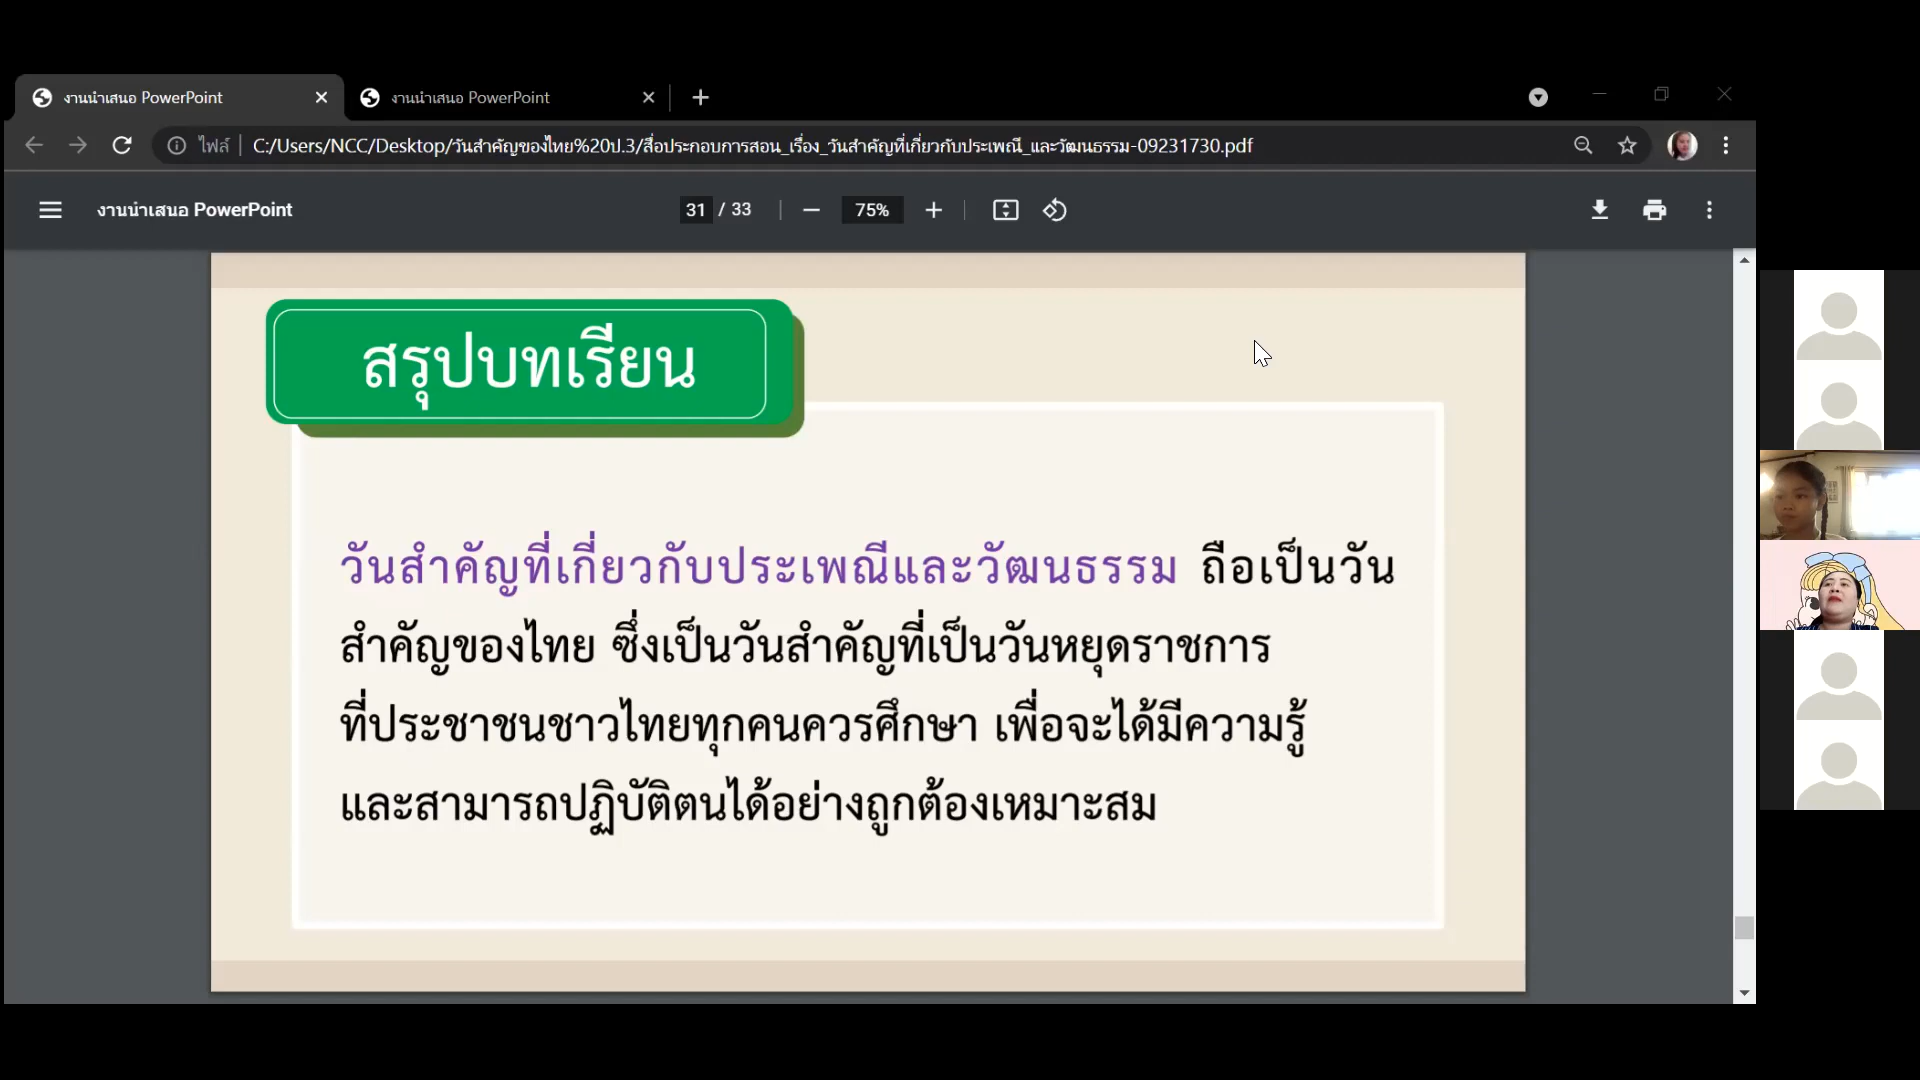 งานนำเสนอ PowerPoint
งานนำเสนอ PowerPoint
ไฟล์
C:/Users/NCC/Desktop/วันสำคัญของไทย%20ป.3/สื่อประกอบการสอน_เรื่อง_วันสำคัญที่เกี่ยวกับประเพณี_และวัฒนธรรม-09231730.pdf
งานนำเสนอ PowerPoint
31 / 33
75%
สรุปบทเรียน
วันสำคัญที่เกี่ยวกับประเพณีและวัฒนธรรม ถือเป็นวัน
สำคัญของไทย ซึ่งเป็นวันสำคัญที่เป็นวันหยุดราชการ
ที่ประชาชนชาวไทยทุกคนควรศึกษา เพื่อจะได้มีความรู้
และสามารถปฏิบัติตนได้อย่างถูกต้องเหมาะสม